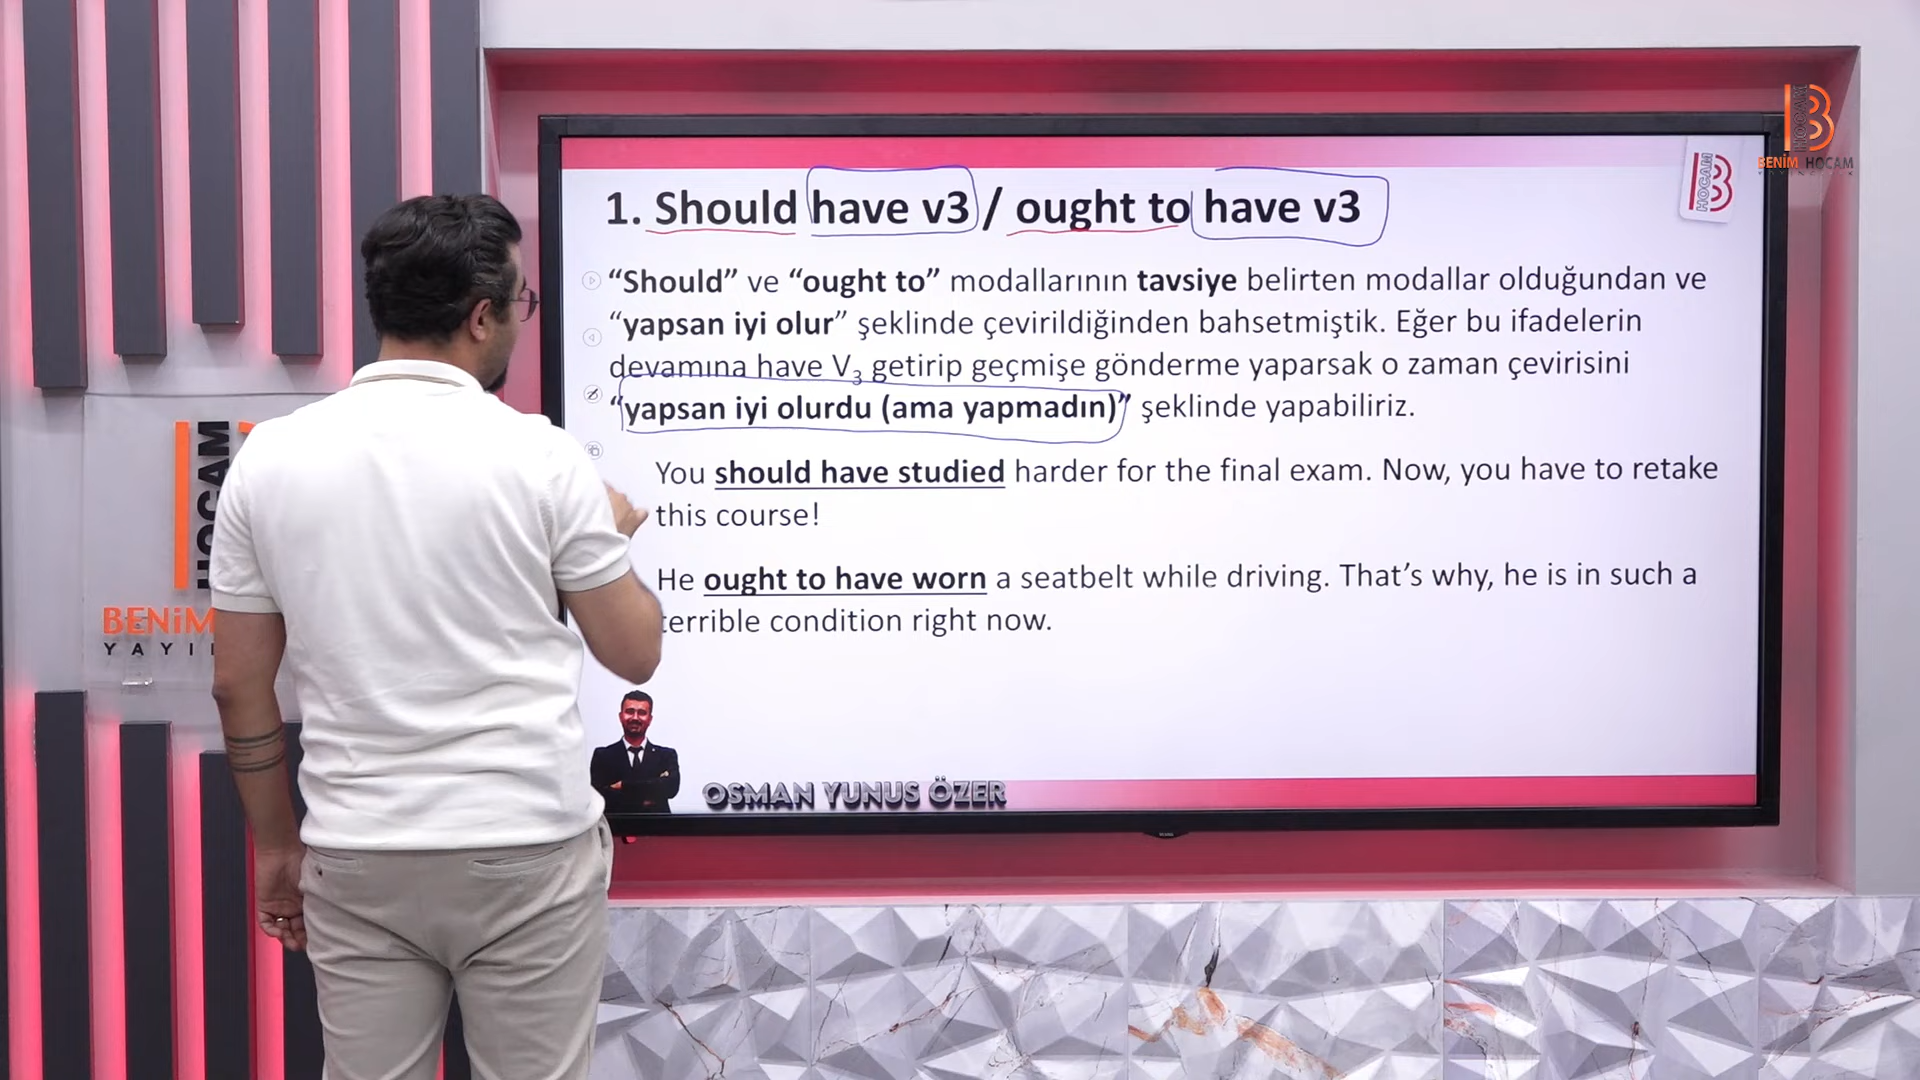 1. Should have v3 / ought to have v3
“Should” ve “ought to” modallarının tavsiye belirten modallar olduğundan ve
“yapsan iyi olur” şeklinde çevirildiğinden bahsetmiştik. Eğer bu ifadelerin
devamına have V3 getirip geçmişe gönderme yaparsak o zaman çevirisini
“yapsan iyi olurdu (ama yapmadın)” şeklinde yapabiliriz.
You should have studied harder for the final exam. Now, you have to retake
this course!
He ought to have worn a seatbelt while driving. That’s why, he is in such a
terrible condition right now.
OSMAN YUNUS ÖZER
HOCAM
B
HOCAM
BENİM HOCAM
HOCAM
BENİM